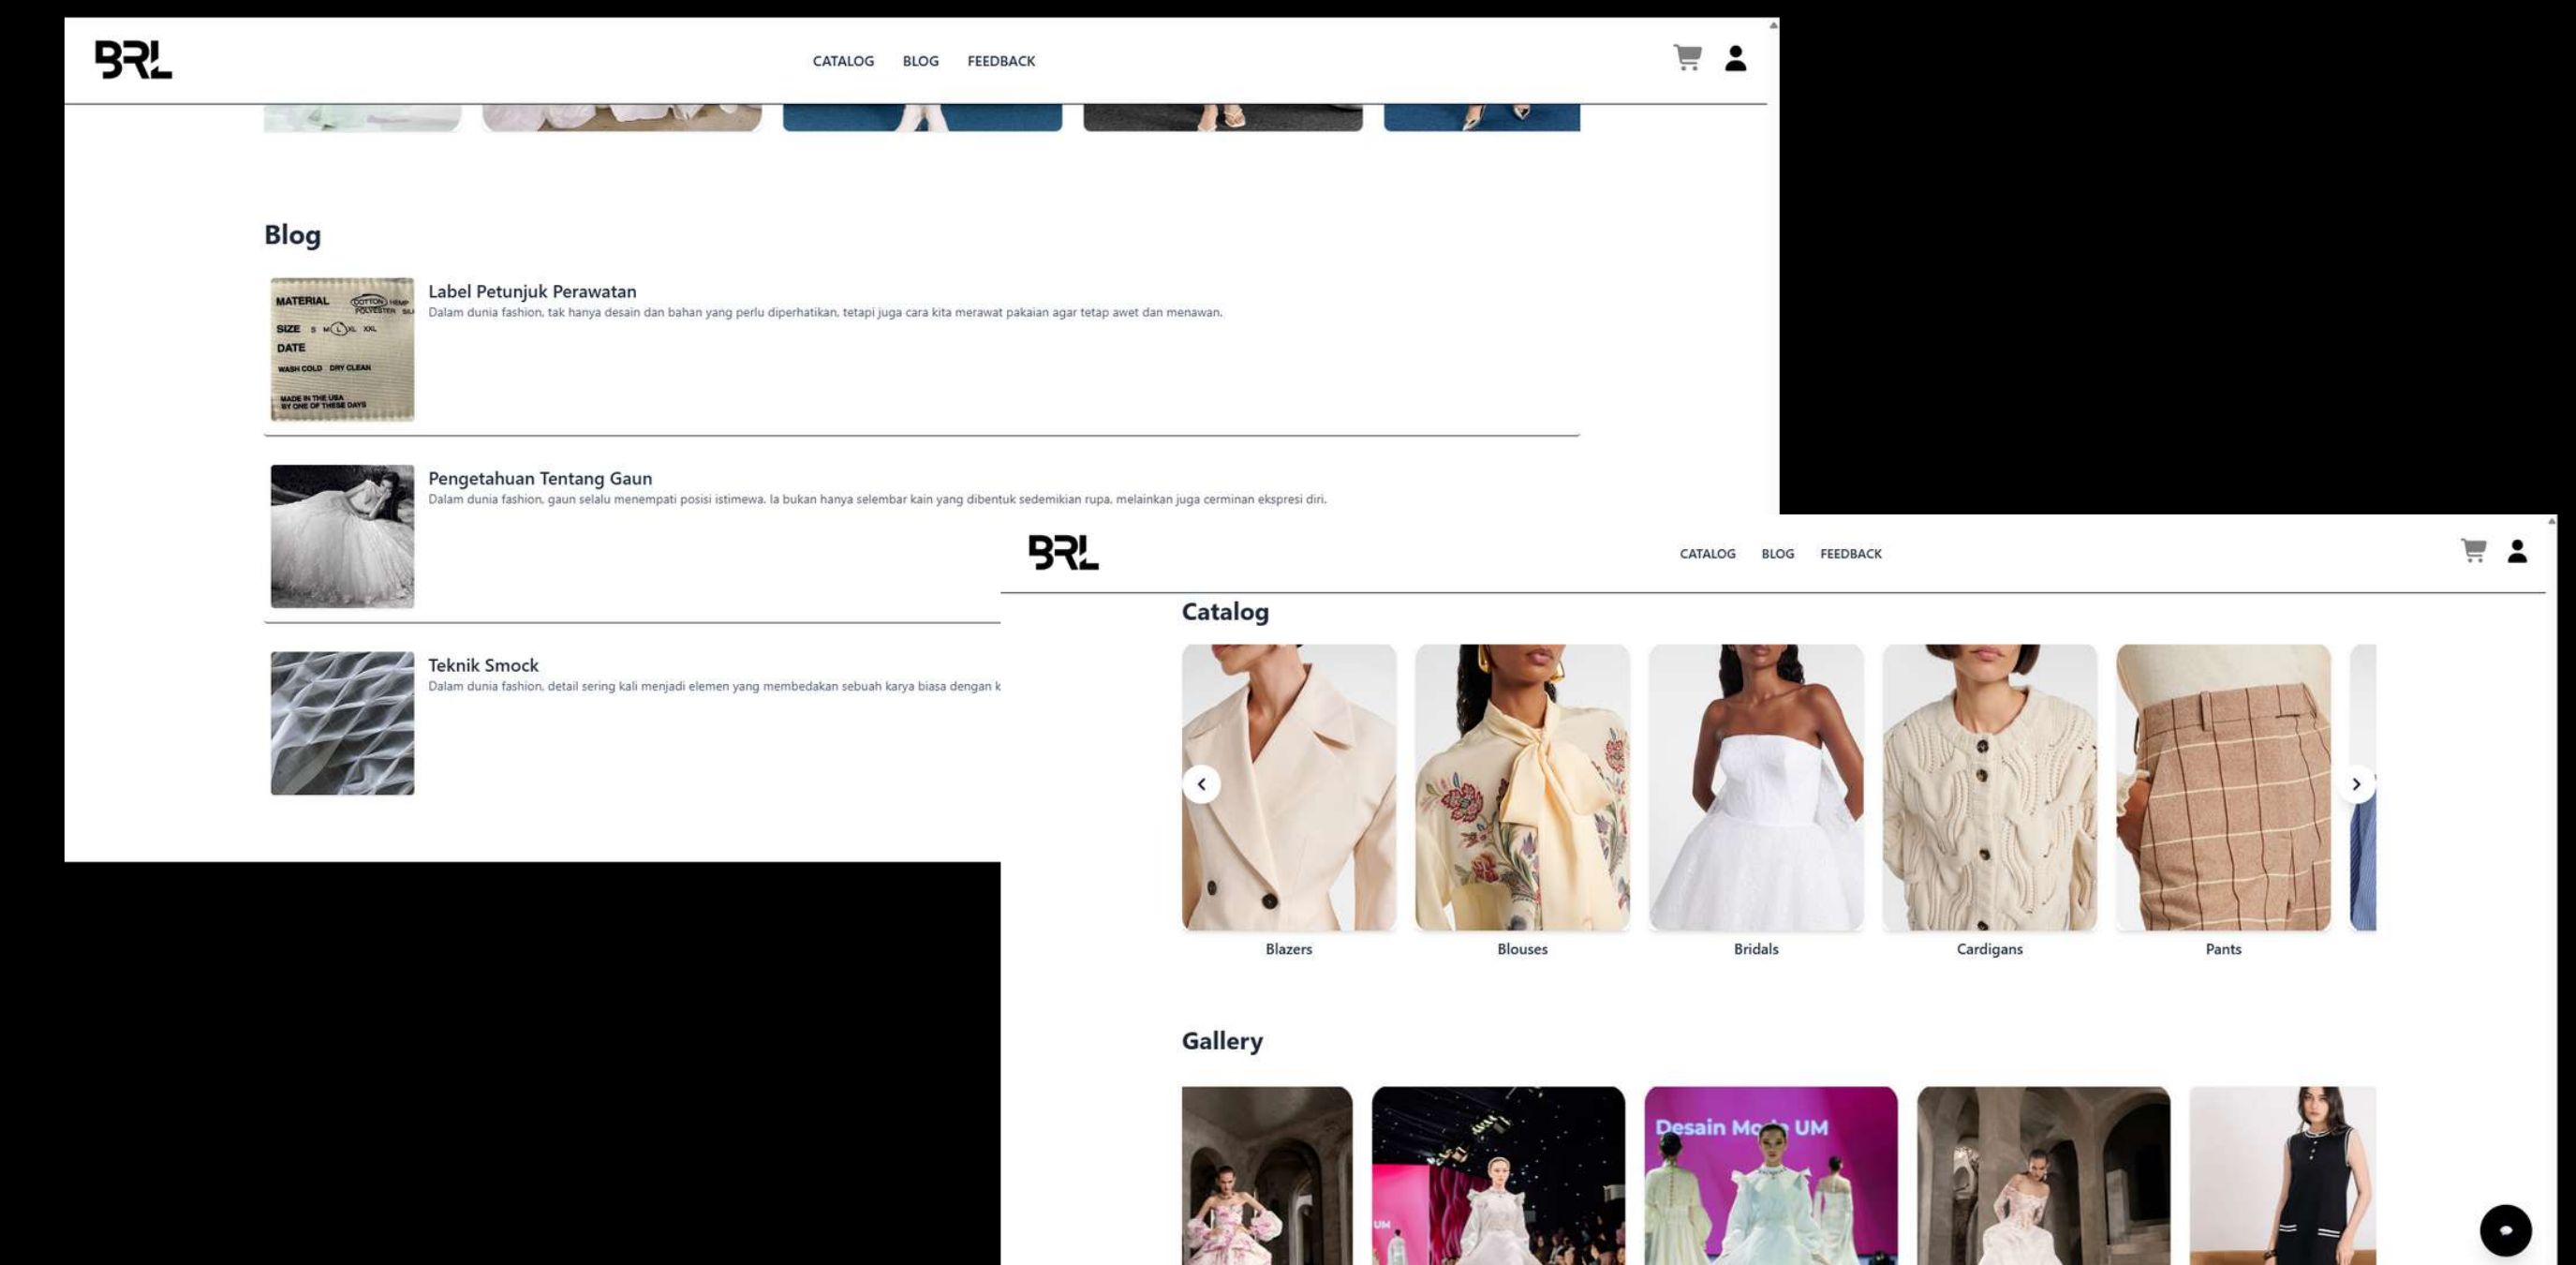 BRL
CATALOG BLOG FEEDBACK
Blog
MATERIAL COTTON HEMP
POLYESTER
SIZE S M L XL XXL
DATE
WASH COLD DRY CLEAN
MADE IN THE USA
BY ONE OF THESE DAYS
Label Petunjuk Perawatan
Dalam dunia fashion, tak hanya desain dan bahan yang perlu diperhatikan, tetapi juga cara kita merawat pakaian agar tetap awet dan menawan.
Pengetahuan Tentang Gaun
Dalam dunia fashion, gaun selalu menempati posisi istimewa. Ia bukan hanya selembar kain yang dibentuk sedemikian rupa, melainkan juga cerminan ekspresi diri.
Teknik Smock
Dalam dunia fashion, detail sering kali menjadi elemen yang membedakan sebuah karya biasa dengan k
BRL
CATALOG BLOG FEEDBACK
Catalog
Blazers
Blouses
Bridals
Cardigans
Pants
Gallery
UM
Desain Mode UM